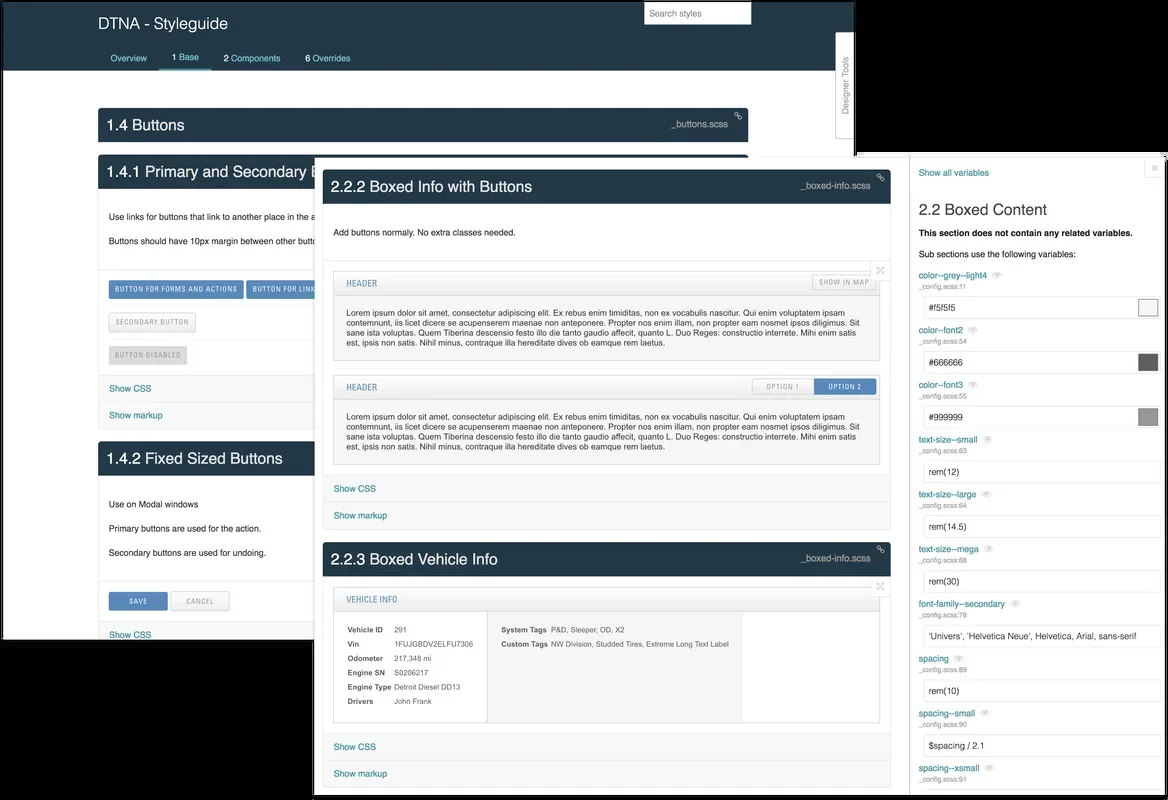 DTNA - Styleguide
Search styles
Overview
1 Base
2 Components
6 Overrides
Designer Tools
1.4 Buttons
_buttons.scss
1.4.1 Primary and Secondary
Use links for buttons that link to another place in the a
Buttons should have 10px margin between other butt
BUTTON FOR FORMS AND ACTIONS
BUTTON FOR LINK
SECONDARY BUTTON
BUTTON DISABLED
Show CSS
Show markup
1.4.2 Fixed Sized Buttons
Use on Modal windows
Primary buttons are used for the action.
Secondary buttons are used for undoing.
SAVE
CANCEL
Show CSS
2.2.2 Boxed Info with Buttons
_boxed-info.scss
Add buttons normaly. No extra classes needed.
HEADER
SHOW IN MAP
Lorem ipsum dolor sit amet, consectetur adipiscing elit. Ex rebus enim timiditas, non ex vocabulis nascitur. Qui enim voluptatem ipsam
contemnunt, iis licet dicere se acupenserem maenae non anteponere. Propter nos enim illam, non propter eam nosmet ipsos diligimus. Sit
sane ista voluptas. Quem Tiberina descensio festo illo die tanto gaudio affecit, quanto L. Duo Reges: constructio interrete. Mihi enim satis
est, ipsis non satis. Nihil minus, contraque illa hereditate dives ob eamque rem laetus.
HEADER
OPTION 1
OPTION 2
Lorem ipsum dolor sit amet, consectetur adipiscing elit. Ex rebus enim timiditas, non ex vocabulis nascitur. Qui enim voluptatem ipsam
contemnunt, iis licet dicere se acupenserem maenae non anteponere. Propter nos enim illam, non propter eam nosmet ipsos diligimus. Sit
sane ista voluptas. Quem Tiberina descensio festo illo die tanto gaudio affecit, quanto L. Duo Reges: constructio interrete. Mihi enim satis
est, ipsis non satis. Nihil minus, contraque illa hereditate dives ob eamque rem laetus.
Show CSS
Show markup
2.2.3 Boxed Vehicle Info
_boxed-info.scss
VEHICLE INFO
Vehicle ID 291
Vin 1FUJGBDV2ELFU7306
Odometer 217,348 mi
Engine SN S0206217
Engine Type Detroit Diesel DD13
Drivers John Frank
System Tags P&D, Sleeper, OD, X2
Custom Tags NW Division, Studded Tires, Extreme Long Text Label
Show CSS
Show markup
Show all variables
2.2 Boxed Content
This section does not contain any related variables.
Sub sections use the following variables:
color--grey--light4
_config.scss:11
#f5f5f5
color--font2
_config.scss:54
#666666
color--font3
_config.scss:55
#999999
text-size--small
_config.scss:63
rem(12)
text-size--large
_config.scss:64
rem(14.5)
text-size--mega
_config.scss:68
rem(30)
font-family--secondary
_config.scss:78
'Univers', 'Helvetica Neue', Helvetica, Arial, sans-serif
spacing
_config.scss:89
rem(10)
spacing--small
_config.scss:90
$spacing / 2.1
spacing--xsmall
_config.scss:91